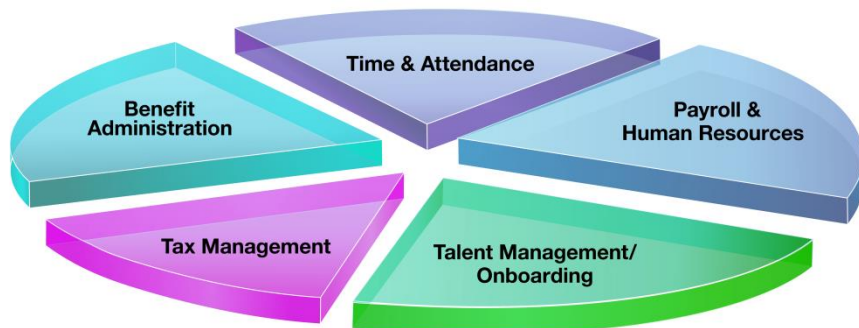 Time & Attendance
Benefit
Administration
Payroll &
Human Resources
Tax Management
Talent Management/
Onboarding